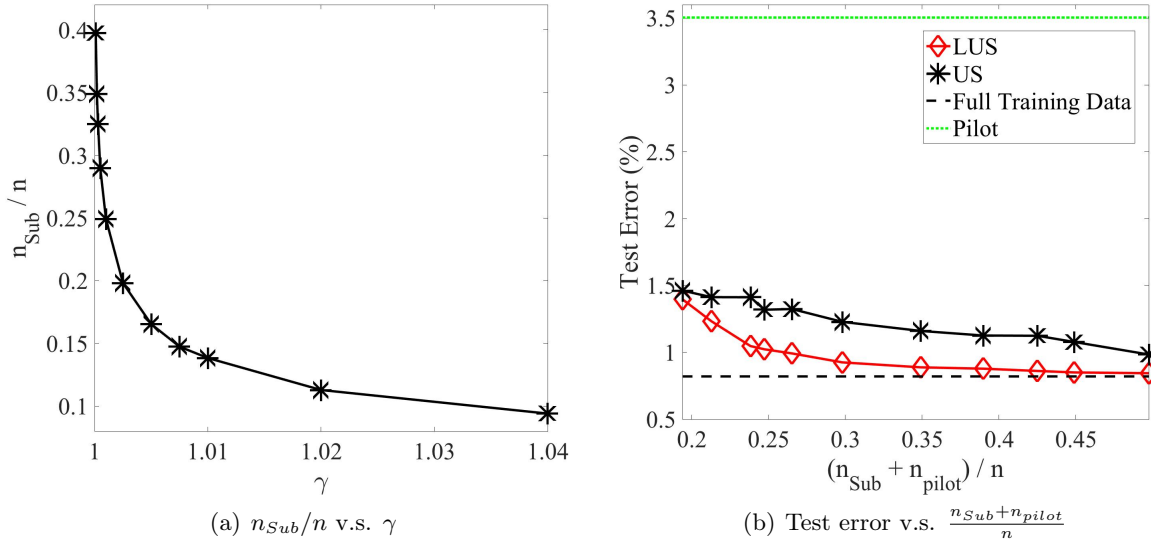 0.4
0.35
0.3
0.25
0.2
0.15
0.1
n_Sub / n
1 1.01 1.02 1.03 1.04
γ
(a) n_Sub/n v.s. γ
3.5
3
2.5
2
1.5
1
0.5
Test Error (%)
LUS
US
Full Training Data
Pilot
0.2 0.25 0.3 0.35 0.4 0.45
(n_Sub + n_pilot) / n
(b) Test error v.s. (n_Sub+n_pilot)/n